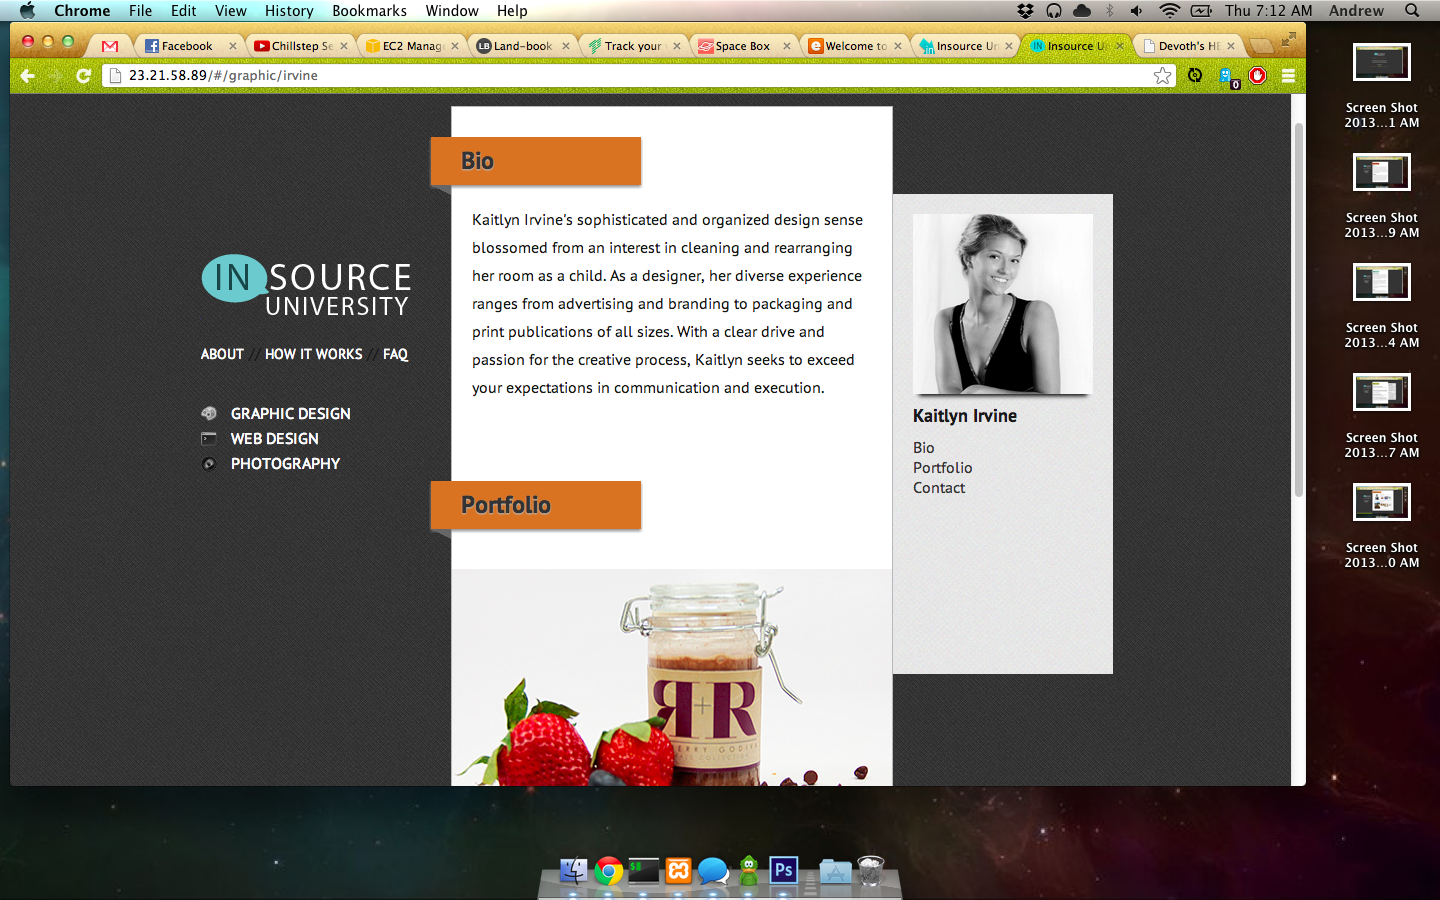 Chrome File Edit View History Bookmarks Window Help
Thu 7:12 AM Andrew
Facebook
Chillstep Se
EC2 Manag
LB Land-book
Track your
Space Box
Welcome to
Insource Un
Insource U
Devoth's HE
23.21.58.89/#/graphic/irvine
0
INSOURCE
UNIVERSITY
ABOUT // HOW IT WORKS // FAQ
GRAPHIC DESIGN
WEB DESIGN
PHOTOGRAPHY
Bio
Kaitlyn Irvine's sophisticated and organized design sense
blossomed from an interest in cleaning and rearranging
her room as a child. As a designer, her diverse experience
ranges from advertising and branding to packaging and
print publications of all sizes. With a clear drive and
passion for the creative process, Kaitlyn seeks to exceed
your expectations in communication and execution.
Portfolio
R+R
Kaitlyn Irvine
Bio
Portfolio
Contact
Screen Shot
2013...1 AM
Screen Shot
2013...9 AM
Screen Shot
2013...4 AM
Screen Shot
2013...7 AM
Screen Shot
2013...0 AM
Ps